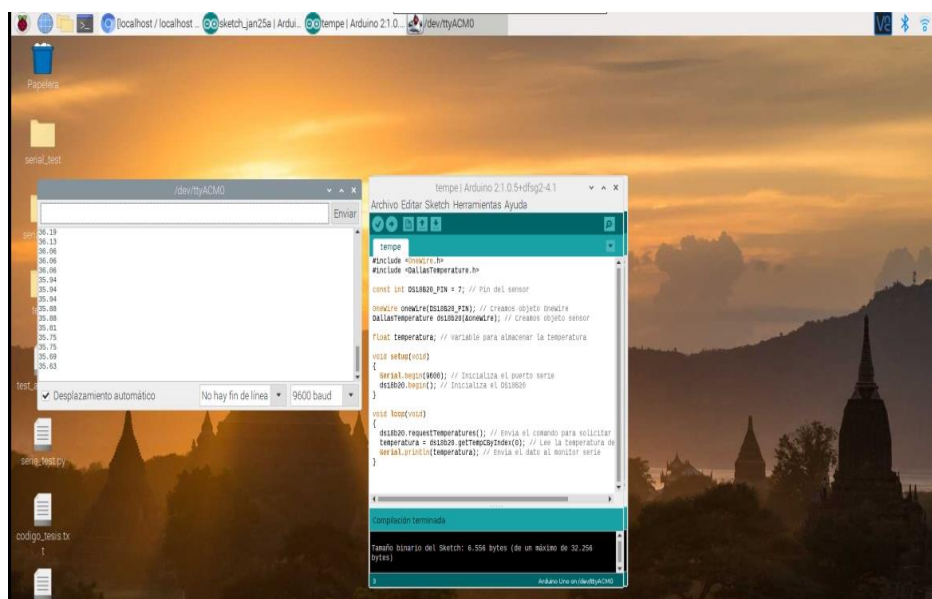 [localhost / localhost ...
sketch_jan25a | Ardui...
tempe | Arduino 2:1.0...
/dev/ttyACM0
Papelera
serial_test
/dev/ttyACM0
Enviar
36.19
36.13
36.06
36.06
36.06
35.94
35.94
35.94
35.88
35.88
35.81
35.75
35.75
35.69
35.63
Desplazamiento automático
No hay fin de línea
9600 baud
tempe | Arduino 2:1.0.5+dfsg2-4.1
Archivo Editar Sketch Herramientas Ayuda
tempe
#include <OneWire.h>
#include <DallasTemperature.h>
const int DS18B20_PIN = 7; // Pin del sensor
OneWire oneWire(DS18B20_PIN); // Creamos objeto OneWire
DallasTemperature ds18b20(&oneWire); // Creamos objeto sensor
float temperatura; // Variable para almacenar la temperatura
void setup(void)
{
Serial.begin(9600); // Inicializa el puerto serie
ds18b20.begin(); // Inicializa el DS18B20
}
void loop(void)
{
ds18b20.requestTemperatures(); // Envia el comando para solicitar
temperatura = ds18b20.getTempCByIndex(0); // Lee la temperatura de
Serial.println(temperatura); // Envia el dato al monitor serie
}
Compilación terminada
Tamaño binario del Sketch: 6.556 bytes (de un máximo de 32.256
bytes)
3
Arduino Uno on /dev/ttyACM0
serie_test.py
codigo_tesis.tx
t